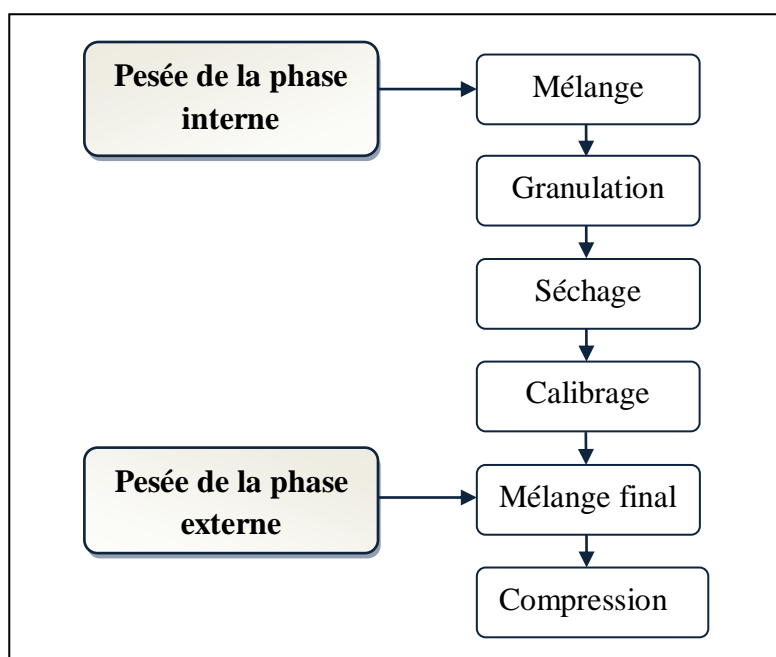 Pesée de la phase
interne
Mélange
Granulation
Séchage
Calibrage
Pesée de la phase
externe
Mélange final
Compression